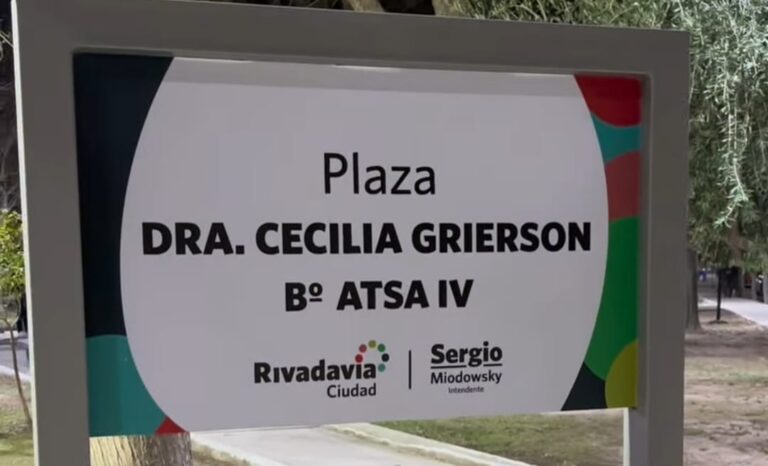 Plaza
DRA. CECILIA GRIERSON
Bº ATSA IV
Rivadavia
Ciudad
Sergio
Miodowsky
Intendente